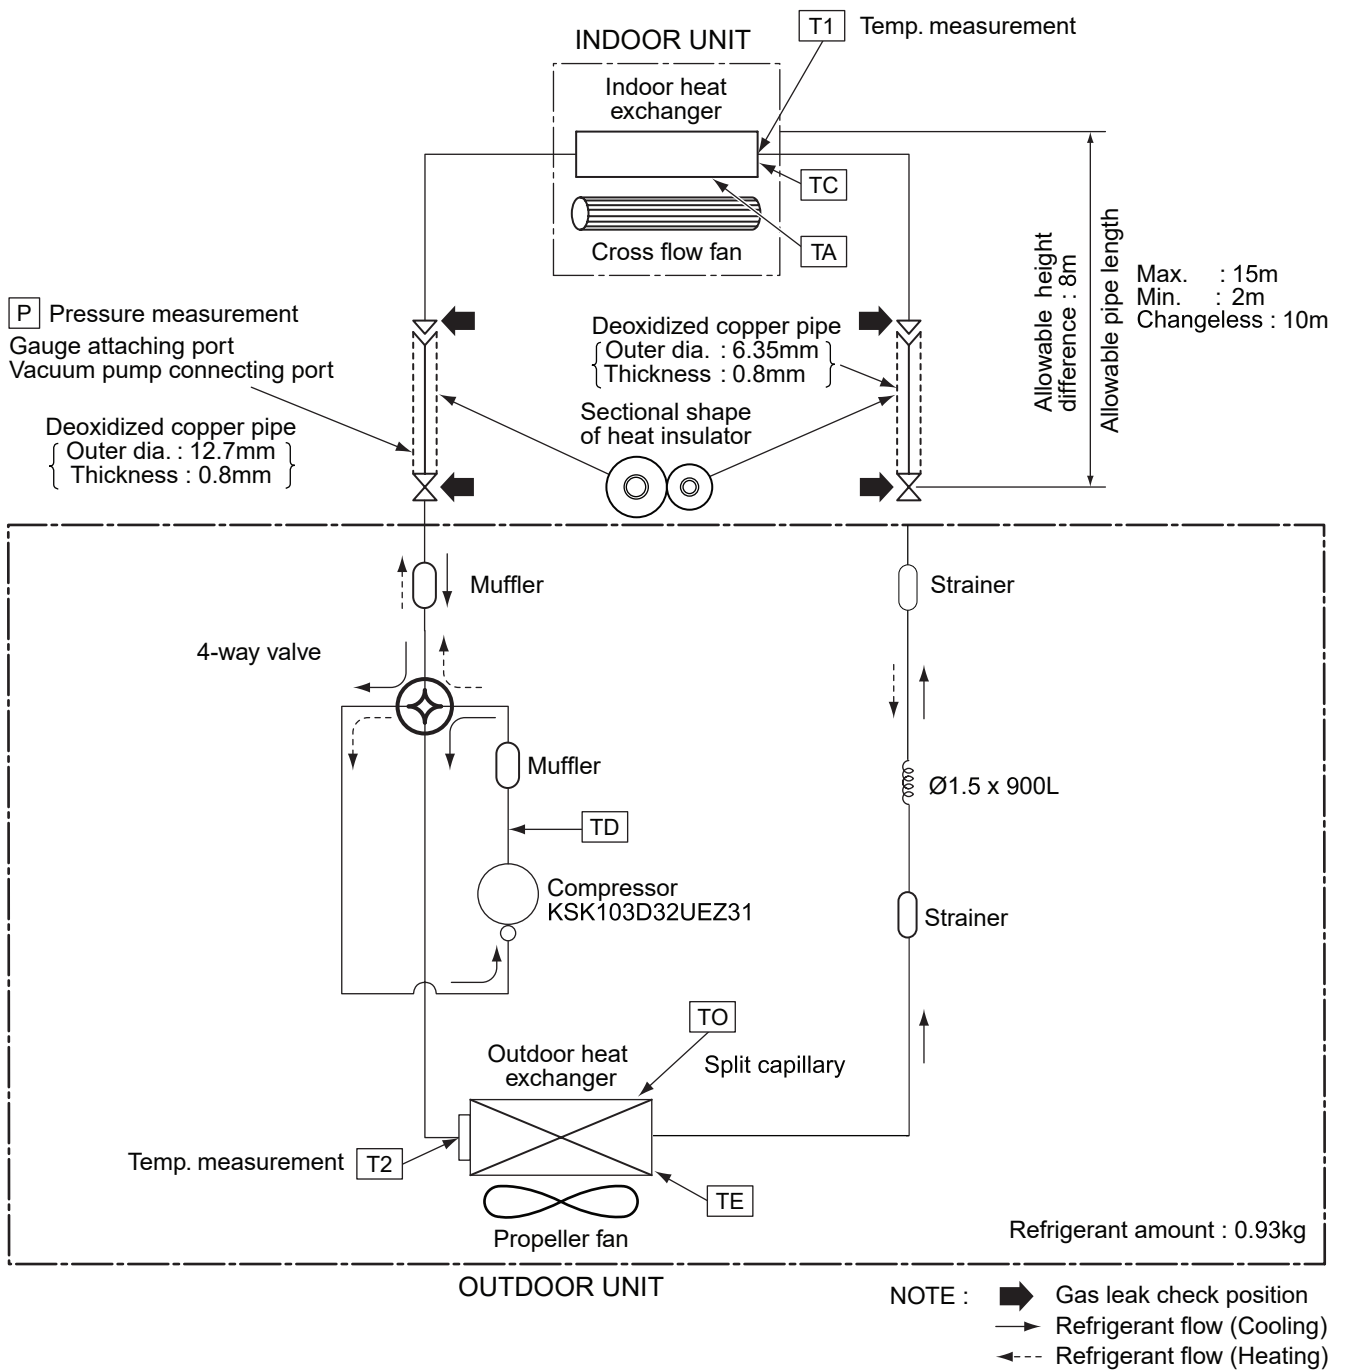 T1 Temp. measurement
INDOOR UNIT
Indoor heat
exchanger
TC
Cross flow fan
TA
Allowable height
difference : 8m
Allowable pipe length
Max. : 15m
Min. : 2m
Changeless : 10m
P Pressure measurement
Gauge attaching port
Vacuum pump connecting port
Deoxidized copper pipe
Outer dia. : 12.7mm
Thickness : 0.8mm
Deoxidized copper pipe
Outer dia. : 6.35mm
Thickness : 0.8mm
Sectional shape
of heat insulator
Muffler
Strainer
4-way valve
Muffler
Ø1.5 x 900L
TD
Compressor
KSK103D32UEZ31
Strainer
TO
Outdoor heat
exchanger
Split capillary
Temp. measurement T2
TE
Propeller fan
Refrigerant amount : 0.93kg
OUTDOOR UNIT
NOTE :
Gas leak check position
Refrigerant flow (Cooling)
Refrigerant flow (Heating)